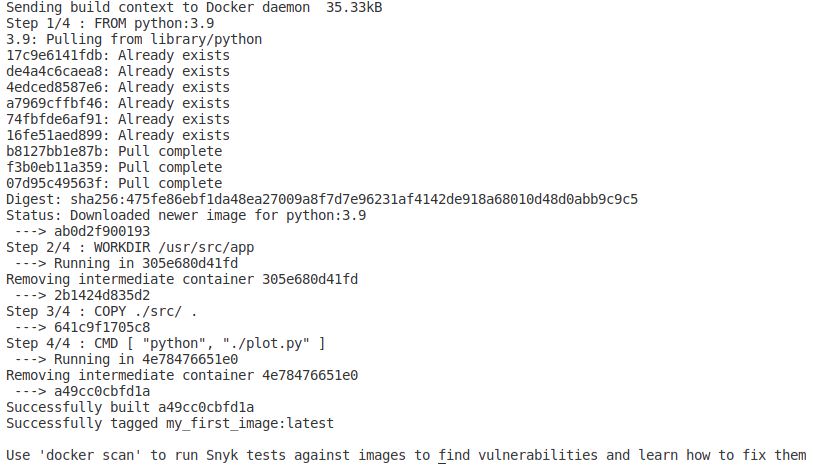 Sending build context to Docker daemon  35.33kB
Step 1/4 : FROM python:3.9
3.9: Pulling from library/python
17c9e6141fdb: Already exists
de4a4c6caea8: Already exists
4edced8587e6: Already exists
a7969cffbf46: Already exists
74fbfde6af91: Already exists
16fe51aed899: Already exists
b8127bb1e87b: Pull complete
f3b0eb11a359: Pull complete
07d95c49563f: Pull complete
Digest: sha256:475fe86ebf1da48ea27009a8f7d7e96231af4142de918a68010d48d0abb9c9c5
Status: Downloaded newer image for python:3.9
 ---> ab0d2f900193
Step 2/4 : WORKDIR /usr/src/app
 ---> Running in 305e680d41fd
Removing intermediate container 305e680d41fd
 ---> 2b1424d835d2
Step 3/4 : COPY ./src/ .
 ---> 641c9f1705c8
Step 4/4 : CMD [ "python", "./plot.py" ]
 ---> Running in 4e78476651e0
Removing intermediate container 4e78476651e0
 ---> a49cc0cbfd1a
Successfully built a49cc0cbfd1a
Successfully tagged my_first_image:latest

Use 'docker scan' to run Snyk tests against images to find vulnerabilities and learn how to fix them